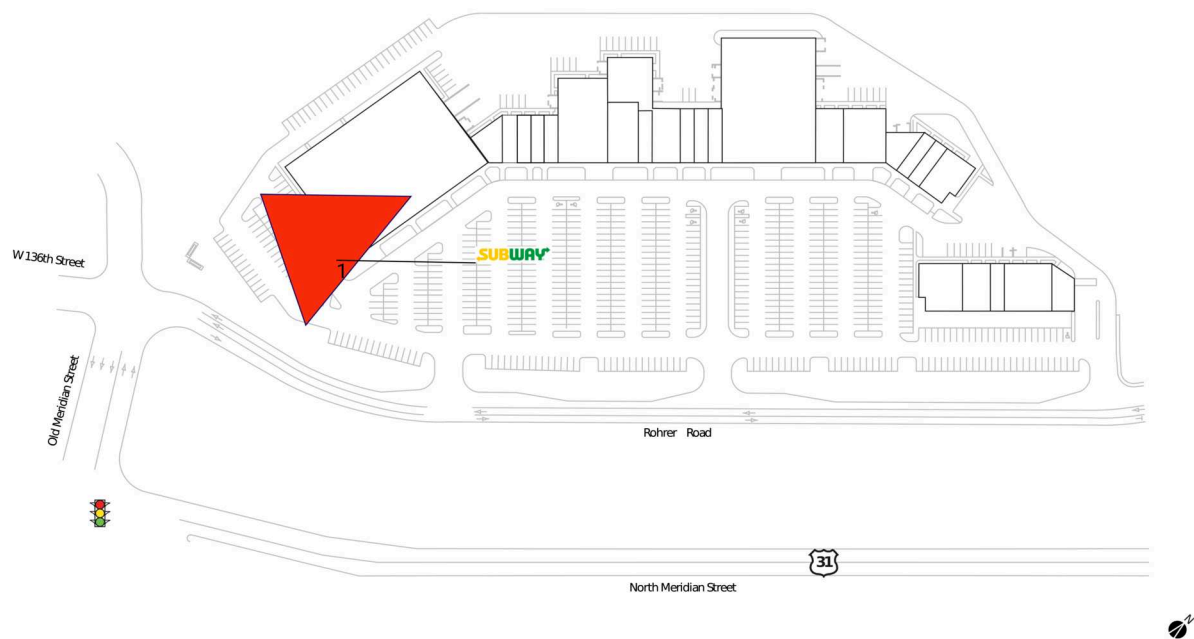 W 136th Street
SUBWAY
1
Old Meridian Street
Rohrer Road
31
North Meridian Street
N